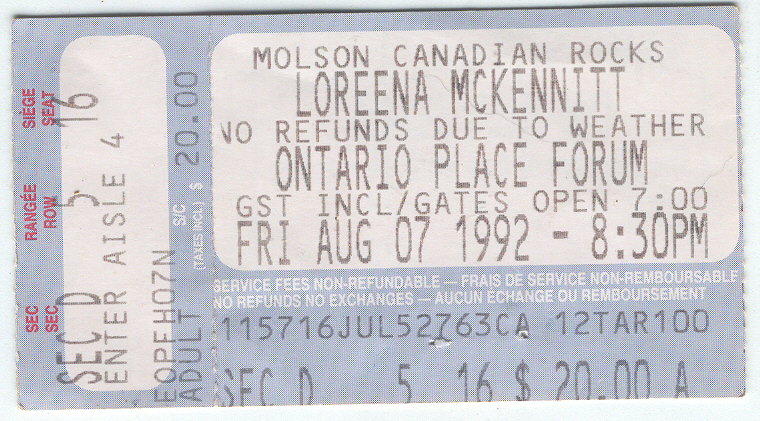 SIÈGE
SEAT
16
RANGÉE
ROW
5
SEC
SEC.
SEC D
ENTER AISLE 4
EOPFH07N
ADULT
S/C
(TAXES INCL.) $ 20.00
MOLSON CANADIAN ROCKS
LOREENA MCKENNITT
NO REFUNDS DUE TO WEATHER
ONTARIO PLACE FORUM
GST INCL/GATES OPEN 7:00
FRI AUG 07 1992 - 8:30PM
SERVICE FEES NON-REFUNDABLE — FRAIS DE SERVICE NON-REMBOURSABLE
NO REFUNDS NO EXCHANGES — AUCUN ÉCHANGE OU REMBOURSEMENT
115716JUL52763CA 12TAR100
SEC D 5 16 $ 20.00 A